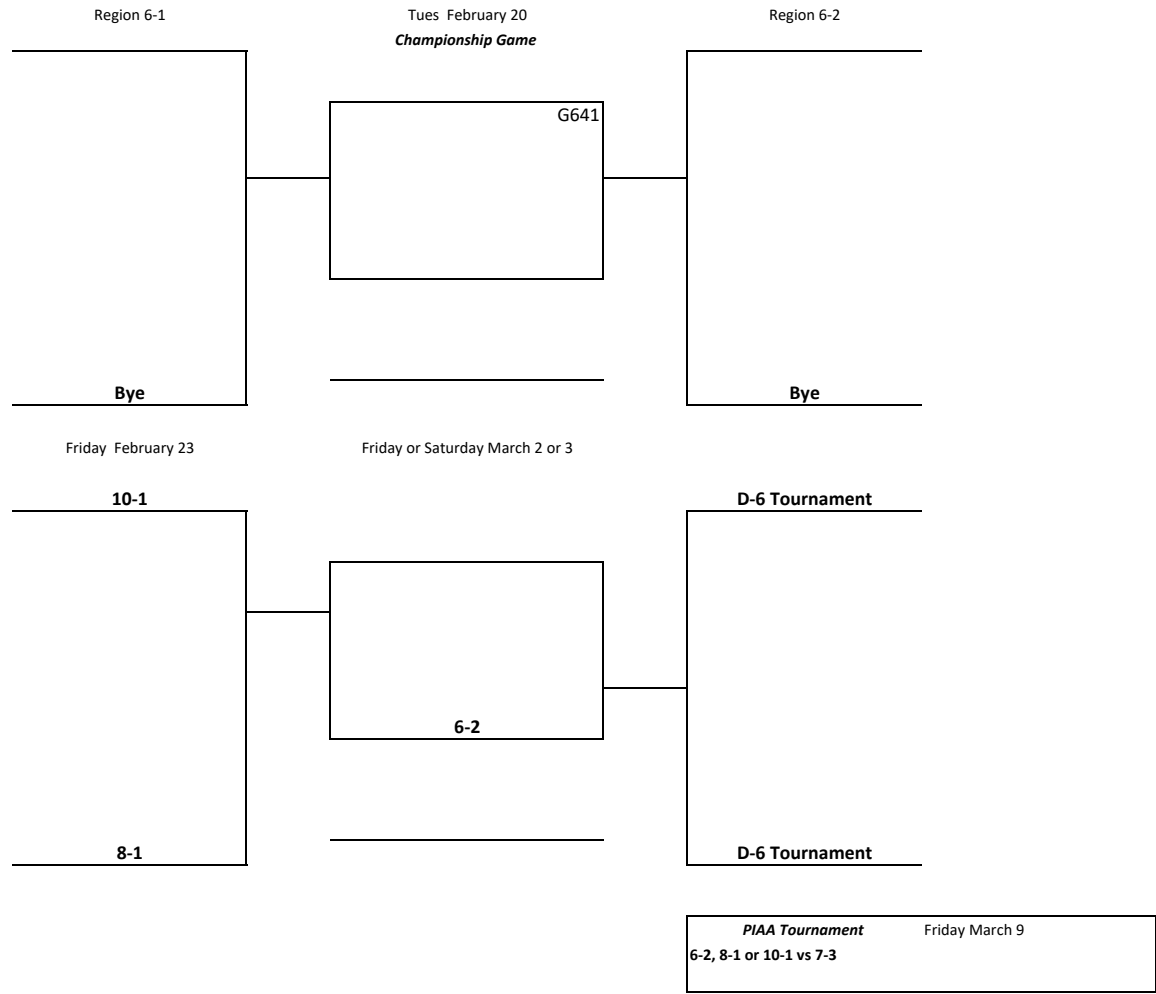 Region 6-1 Tues February 20 Region 6-2
Championship Game
G641
Bye Bye
Friday February 23 Friday or Saturday March 2 or 3
10-1 D-6 Tournament
6-2
8-1 D-6 Tournament
PIAA Tournament Friday March 9
6-2, 8-1 or 10-1 vs 7-3